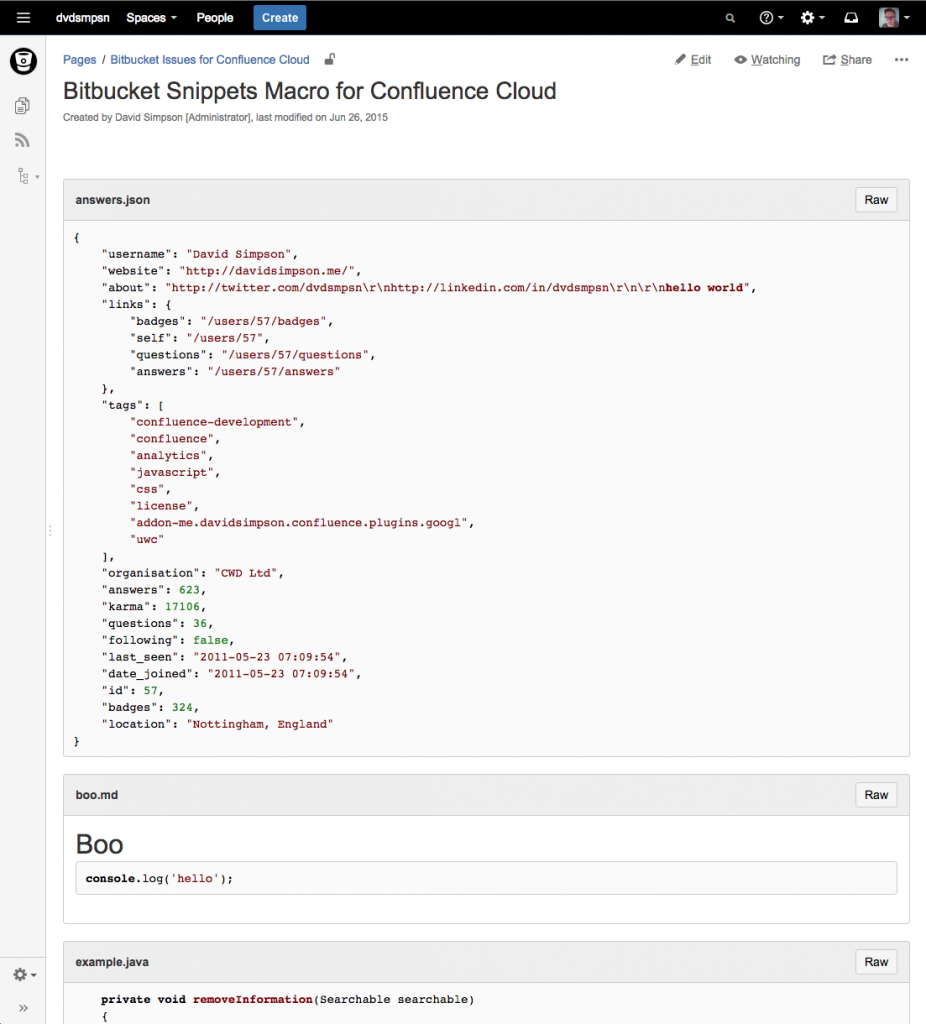 dvdsmpsn Spaces People Create
Pages / Bitbucket Issues for Confluence Cloud Edit Watching Share
Bitbucket Snippets Macro for Confluence Cloud
Created by David Simpson [Administrator], last modified on Jun 26, 2015
answers.json Raw
{
    "username": "David Simpson",
    "website": "http://davidsimpson.me/",
    "about": "http://twitter.com/dvdsmpsn\r\nhttp://linkedin.com/in/dvdsmpsn\r\n\r\nhello world",
    "links": {
        "badges": "/users/57/badges",
        "self": "/users/57",
        "questions": "/users/57/questions",
        "answers": "/users/57/answers"
    },
    "tags": [
        "confluence-development",
        "confluence",
        "analytics",
        "javascript",
        "css",
        "license",
        "addon-me.davidsimpson.confluence.plugins.googl",
        "uwc"
    ],
    "organisation": "CWD Ltd",
    "answers": 623,
    "karma": 17106,
    "questions": 36,
    "following": false,
    "last_seen": "2011-05-23 07:09:54",
    "date_joined": "2011-05-23 07:09:54",
    "id": 57,
    "badges": 324,
    "location": "Nottingham, England"
}
boo.md Raw
Boo
console.log('hello');
example.java Raw
    private void removeInformation(Searchable searchable)
    {